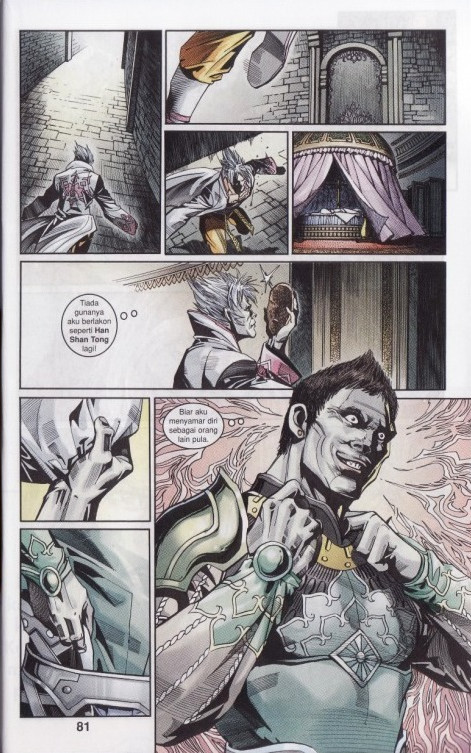 Tiada
gunanya
aku berlakon
seperti Han
Shan Tong
lagi!
Biar aku
menyamar diri
sebagai orang
lain pula.
81